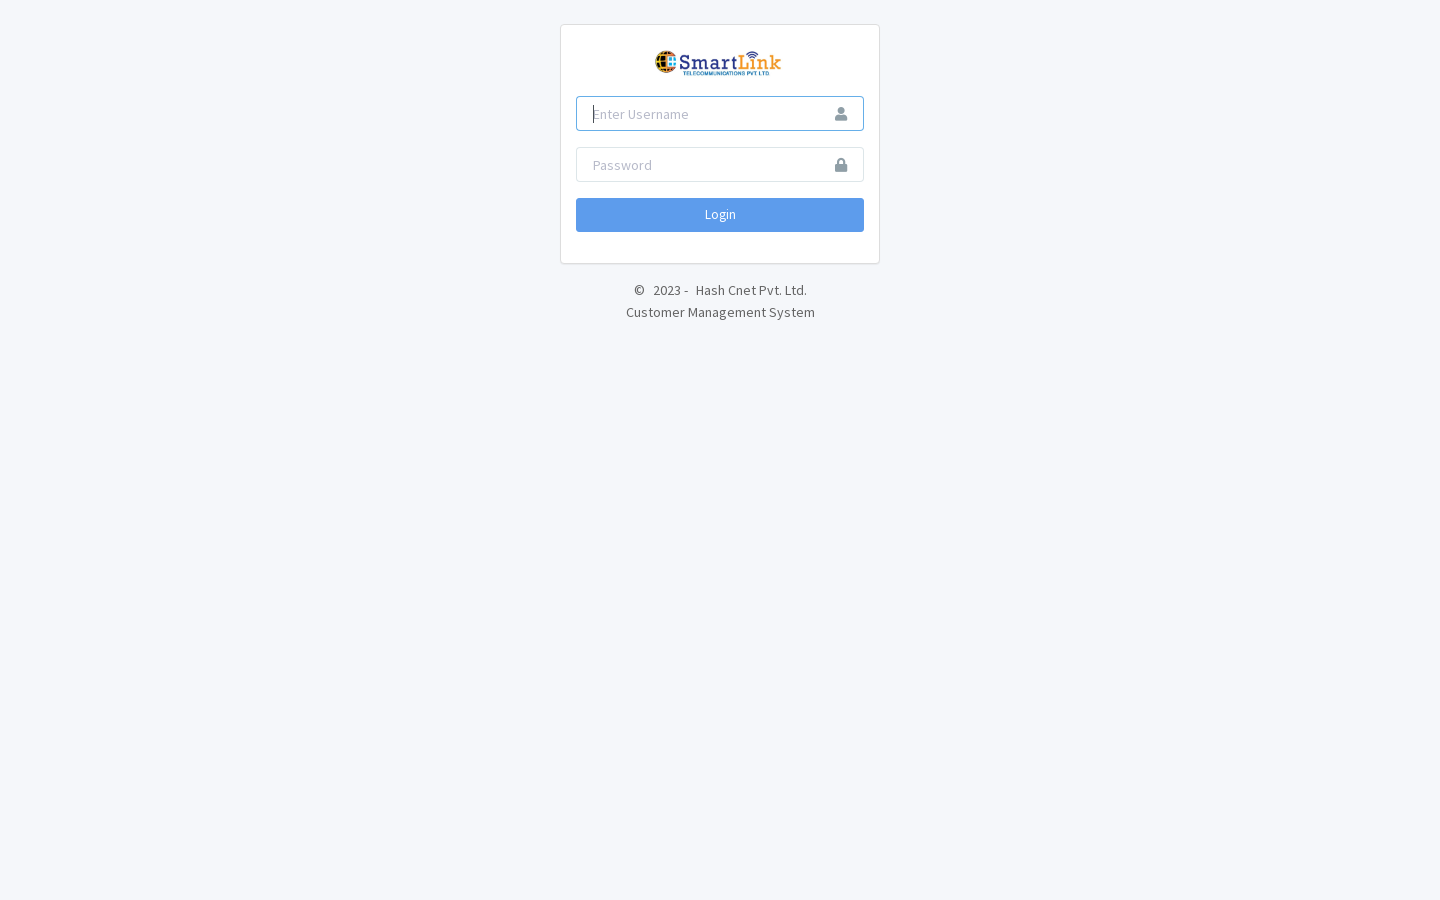 SmartLink
TELECOMMUNICATIONS PVT LTD
Enter Username
Password
Login
© 2023 - Hash Cnet Pvt. Ltd.
Customer Management System